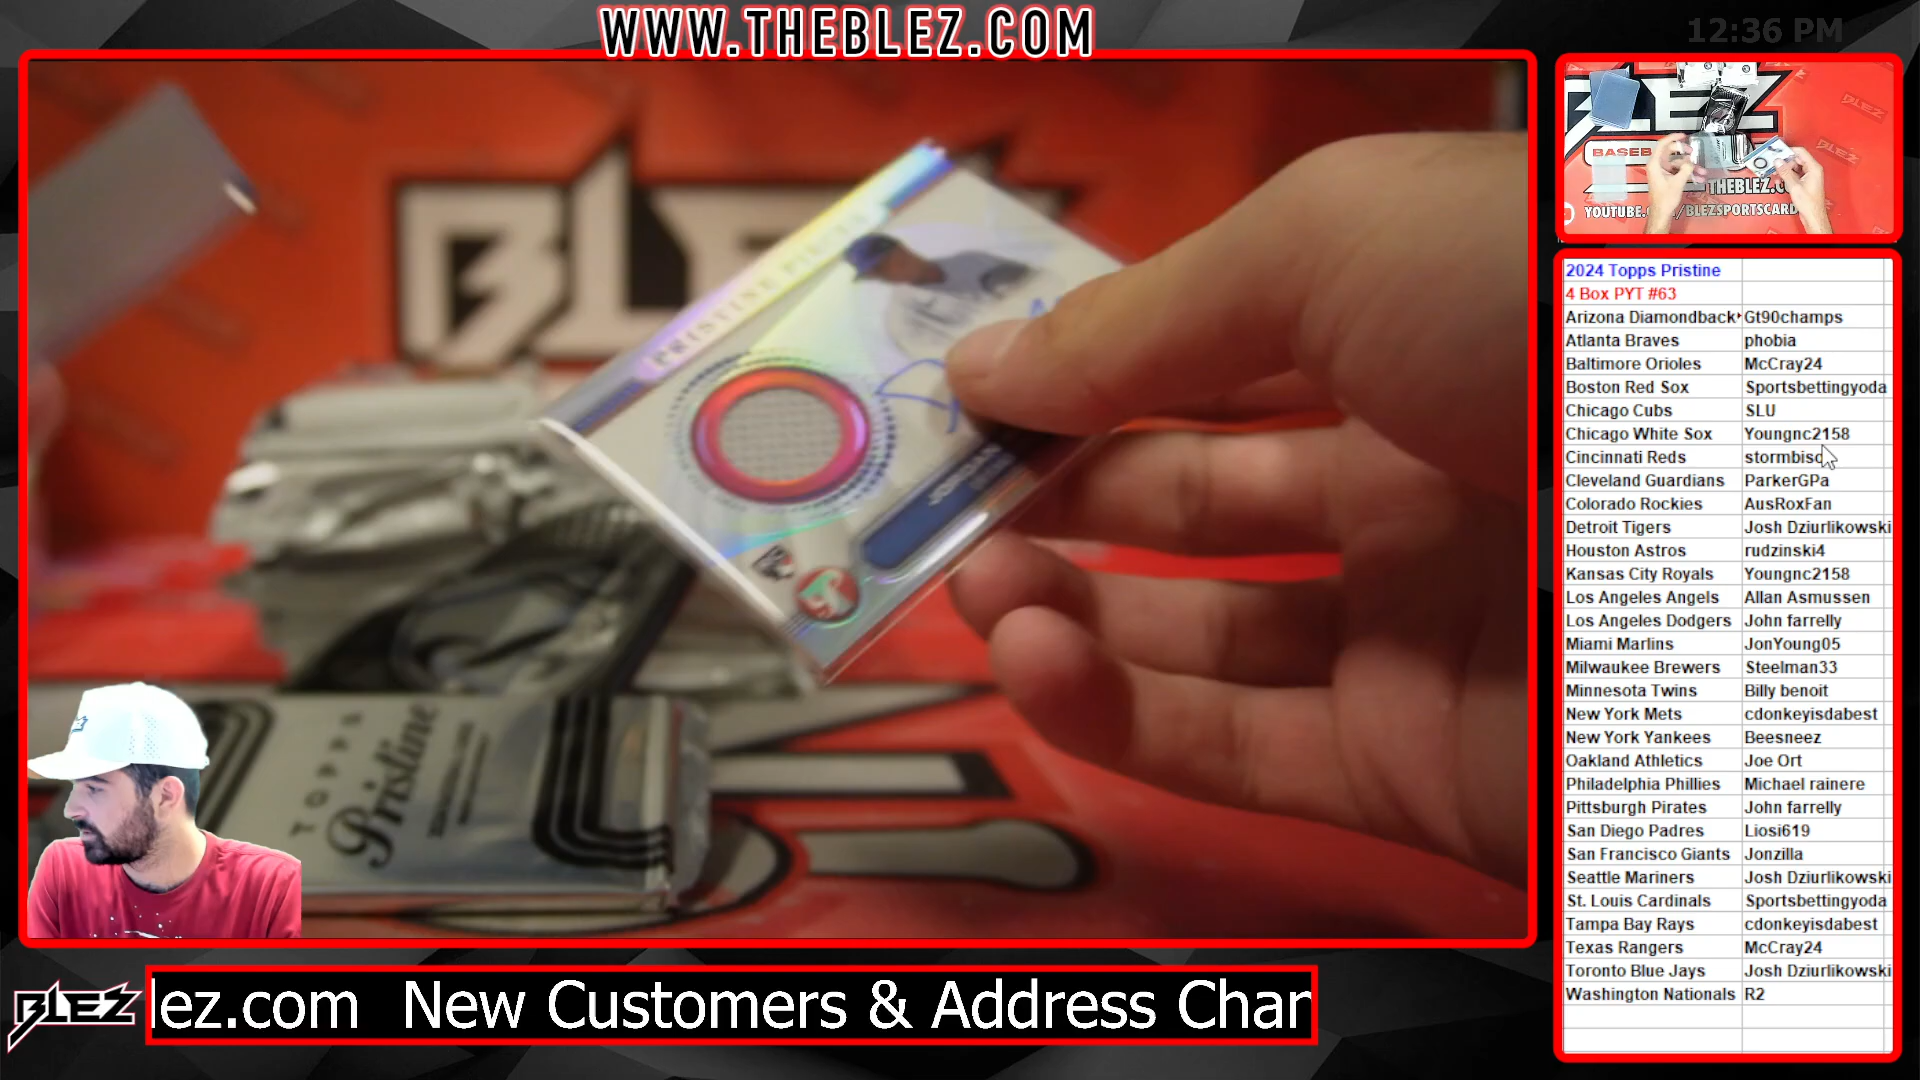 WWW.THEBLEZ.COM
12:36 PM
BLEZ
PRISTINE PIECES
JORDAN
TOPPS
Pristine
BLEZ
BASEB
THEBLEZ.C
YOUTUBE.C /BLEZSPORTSCARD
2024 Topps Pristine
4 Box PYT #63
Arizona Diamondback Gt90champs
Atlanta Braves phobia
Baltimore Orioles McCray24
Boston Red Sox Sportsbettingyoda
Chicago Cubs SLU
Chicago White Sox Youngnc2158
Cincinnati Reds stormbisc
Cleveland Guardians ParkerGPa
Colorado Rockies AusRoxFan
Detroit Tigers Josh Dziurlikowski
Houston Astros rudzinski4
Kansas City Royals Youngnc2158
Los Angeles Angels Allan Asmussen
Los Angeles Dodgers John farrelly
Miami Marlins JonYoung05
Milwaukee Brewers Steelman33
Minnesota Twins Billy benoit
New York Mets cdonkeyisdabest
New York Yankees Beesneez
Oakland Athletics Joe Ort
Philadelphia Phillies Michael rainere
Pittsburgh Pirates John farrelly
San Diego Padres Liosi619
San Francisco Giants Jonzilla
Seattle Mariners Josh Dziurlikowski
St. Louis Cardinals Sportsbettingyoda
Tampa Bay Rays cdonkeyisdabest
Texas Rangers McCray24
Toronto Blue Jays Josh Dziurlikowski
Washington Nationals R2
BLEZ
lez.com New Customers & Address Char